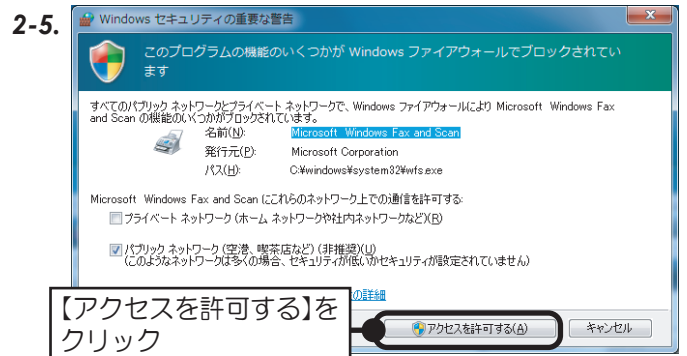 2-5.
Windows セキュリティの重要な警告
このプログラムの機能のいくつかが Windows ファイアウォールでブロックされてい
ます
すべてのパブリック ネットワークとプライベート ネットワークで、Windows ファイアウォールにより Microsoft  Windows Fax
and Scan の機能のいくつかがブロックされています。
名前(N): Microsoft  Windows Fax and Scan
発行元(P): Microsoft Corporation
パス(H): C:¥windows¥system32¥wfs.exe
Microsoft  Windows Fax and Scan にこれらのネットワーク上での通信を許可する:
プライベート ネットワーク (ホーム ネットワークや社内ネットワークなど)(R)
パブリック ネットワーク (空港、喫茶店など) (非推奨)(U)
(このようなネットワークは多くの場合、セキュリティが低いかセキュリティが設定されていません)
の詳細
【アクセスを許可する】を
クリック
アクセスを許可する(A)
キャンセル